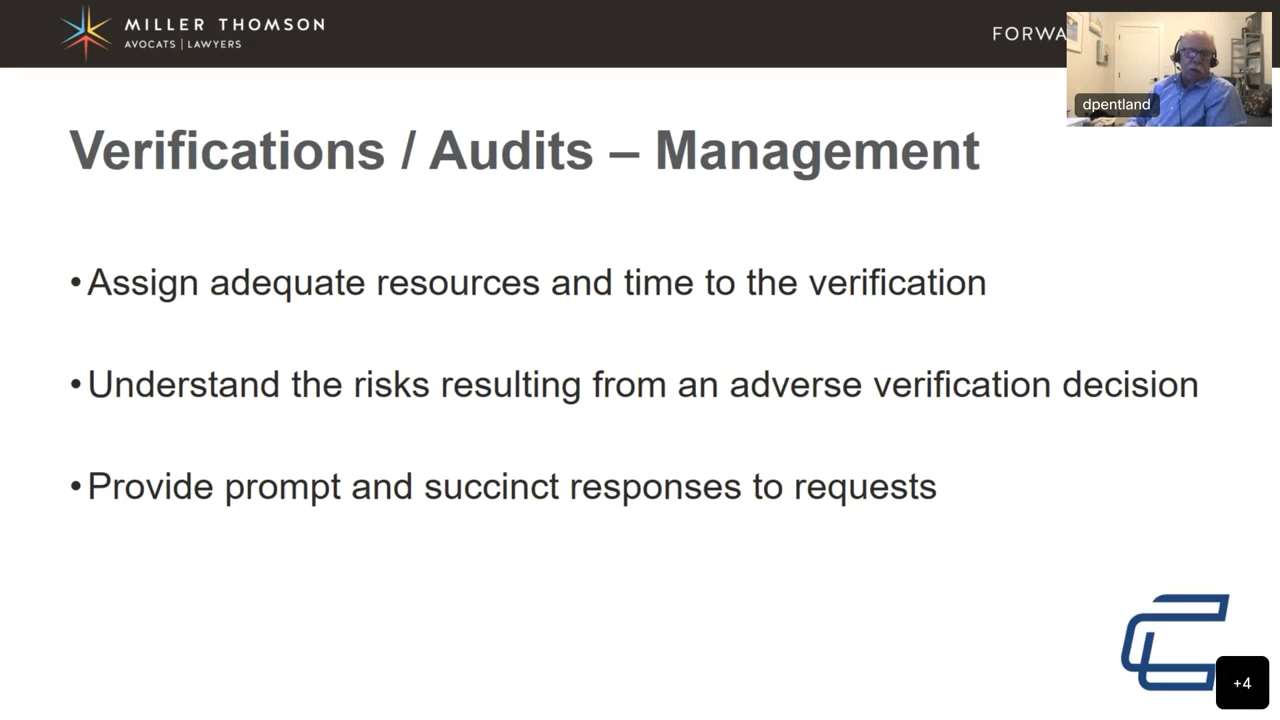 MILLER THOMSON
AVOCATS | LAWYERS
FORWA
dpentland
Verifications / Audits – Management
• Assign adequate resources and time to the verification
• Understand the risks resulting from an adverse verification decision
• Provide prompt and succinct responses to requests
+4